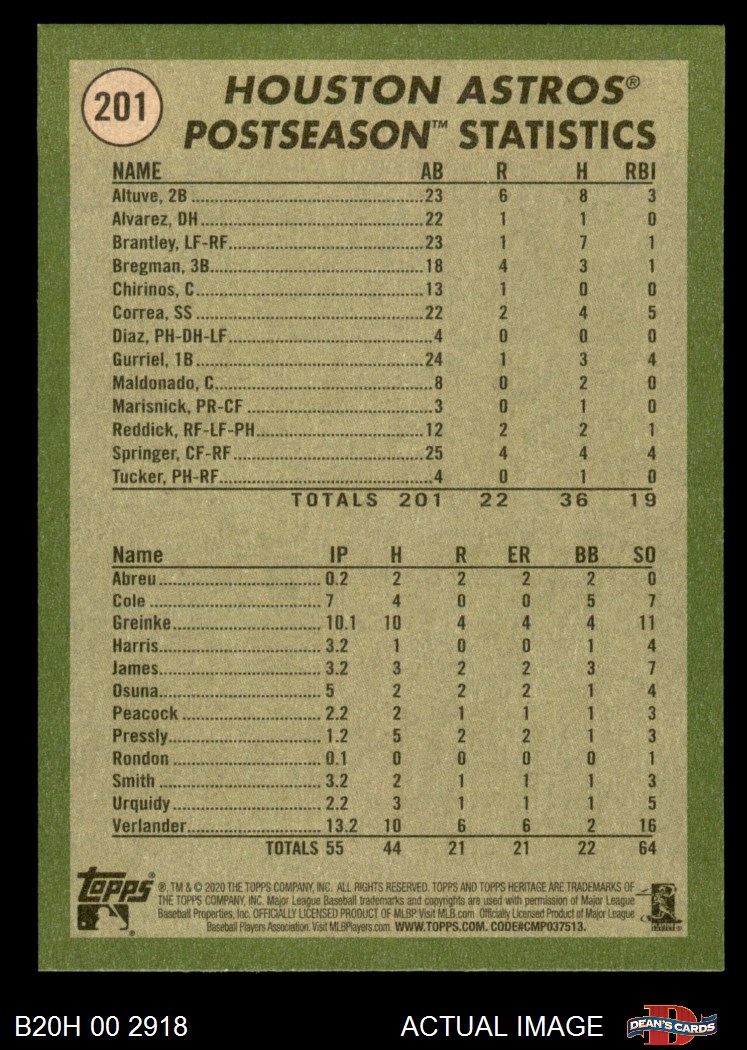 201
HOUSTON ASTROS®
POSTSEASON™ STATISTICS
NAME AB R H RBI
Altuve, 2B ........ 23 6 8 3
Alvarez, DH ........ 22 1 1 0
Brantley, LF-RF ........ 23 1 7 1
Bregman, 3B ........ 18 4 3 1
Chirinos, C ........ 13 1 0 0
Correa, SS ........ 22 2 4 5
Diaz, PH-DH-LF ........ 4 0 0 0
Gurriel, 1B ........ 24 1 3 4
Maldonado, C ........ 8 0 2 0
Marisnick, PR-CF ........ 3 0 1 0
Reddick, RF-LF-PH ........ 12 2 2 1
Springer, CF-RF ........ 25 4 4 4
Tucker, PH-RF ........ 4 0 1 0
TOTALS 201 22 36 19
Name IP H R ER BB SO
Abreu ........ 0.2 2 2 2 2 0
Cole ........ 7 4 0 0 5 7
Greinke ........ 10.1 10 4 4 4 11
Harris ........ 3.2 1 0 0 1 4
James ........ 3.2 3 2 2 3 7
Osuna ........ 5 2 2 2 1 4
Peacock ........ 2.2 2 1 1 1 3
Pressly ........ 1.2 5 2 2 1 3
Rondon ........ 0.1 0 0 0 0 1
Smith ........ 3.2 2 1 1 1 3
Urquidy ........ 2.2 3 1 1 1 5
Verlander ........ 13.2 10 6 6 2 16
TOTALS 55 44 21 21 22 64
topps
®, TM & © 2020 THE TOPPS COMPANY, INC. ALL RIGHTS RESERVED. TOPPS AND TOPPS HERITAGE ARE TRADEMARKS OF
THE TOPPS COMPANY, INC. Major League Baseball trademarks and copyrights are used with permission of Major League
Baseball Properties, Inc. OFFICIALLY LICENSED PRODUCT OF MLBP Visit MLB.com Officially Licensed Product of Major League
Baseball Players Association. Visit MLBPlayers.com WWW.TOPPS.COM. CODE#CMP037513.
B20H 00 2918
ACTUAL IMAGE
DEAN'S CARDS